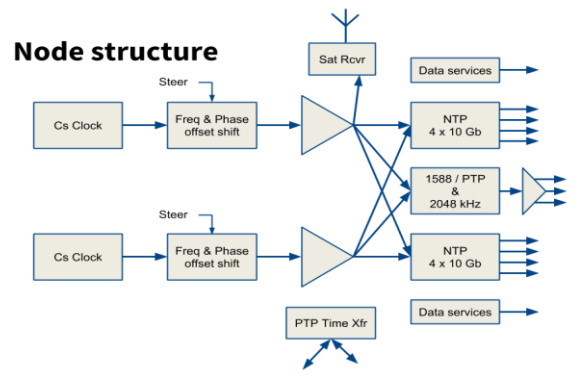 Node structure
Sat Rcvr
Data services
Steer
Cs Clock
Freq & Phase
offset shift
NTP
4 x 10 Gb
1588 / PTP
&
2048 kHz
Steer
Cs Clock
Freq & Phase
offset shift
NTP
4 x 10 Gb
PTP Time Xfr
Data services